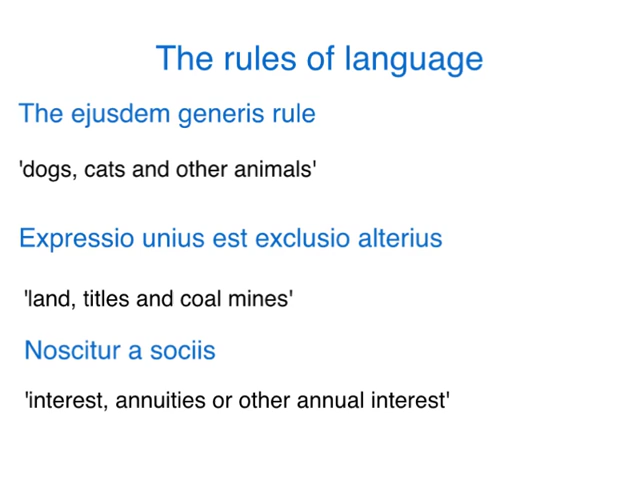 The rules of language
The ejusdem generis rule
'dogs, cats and other animals'
Expressio unius est exclusio alterius
'land, titles and coal mines'
Noscitur a sociis
'interest, annuities or other annual interest'